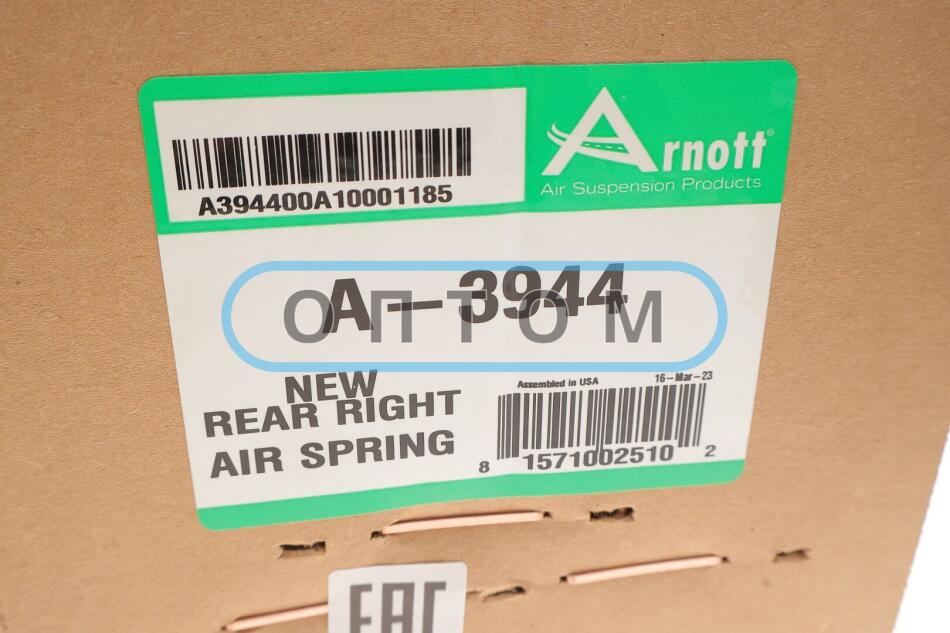 A394400A10001185
Arnott®
Air Suspension Products
A-3944
ОПТОМ
NEW
REAR RIGHT
AIR SPRING
Assembled in USA
16-Mar-23
8 1571002510 2
EAC